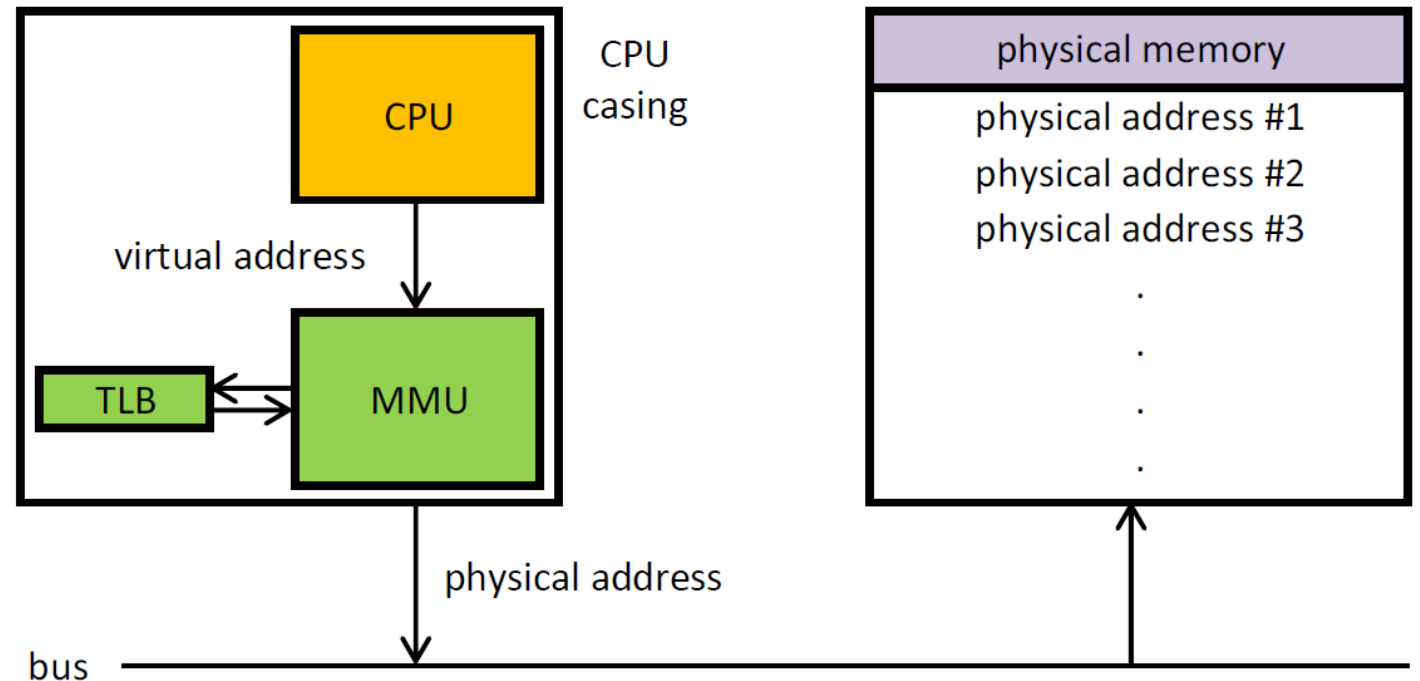 CPU
CPU
casing
virtual address
TLB
MMU
physical address
bus
physical memory
physical address #1
physical address #2
physical address #3
.
.
.
.